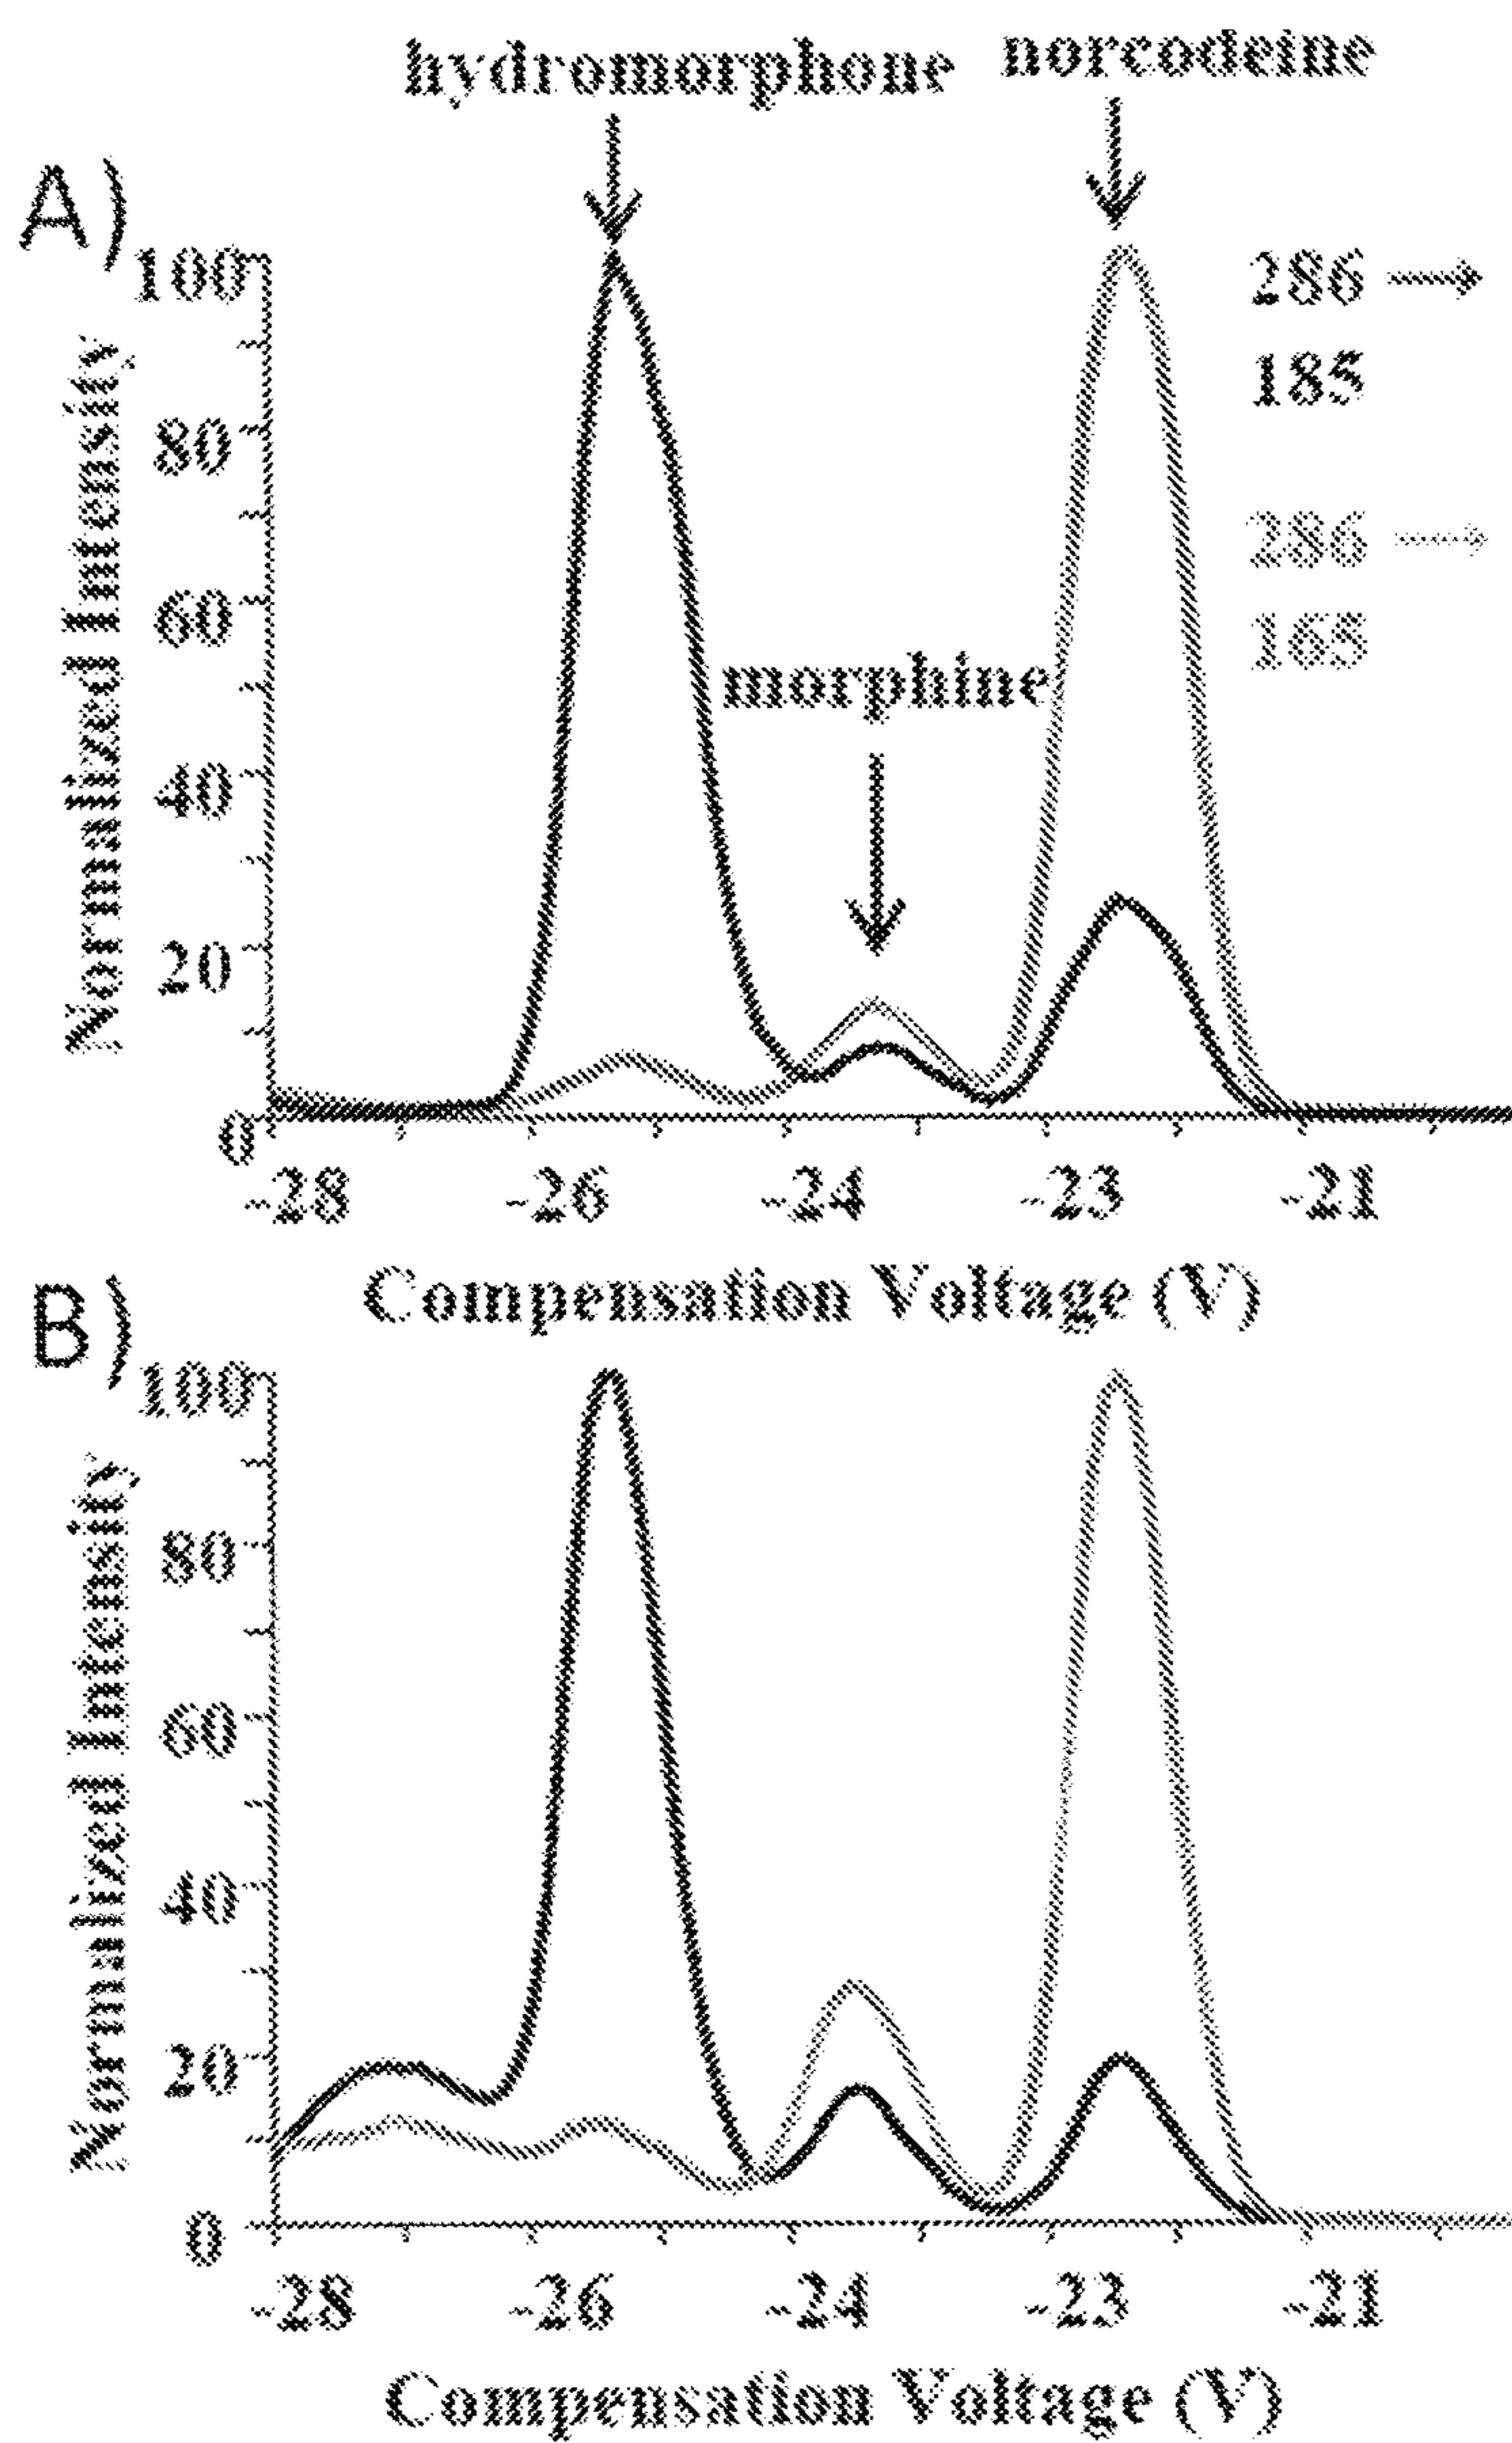 hydromorphone norcodeine
A)
100
80
60
40
20
0
Normalized Intensity
286 →
185
286 →
165
morphine
-28 -26 -24 -23 -21
Compensation Voltage (V)
B)
100
80
60
40
20
0
Normalized Intensity
-28 -26 -24 -23 -21
Compensation Voltage (V)